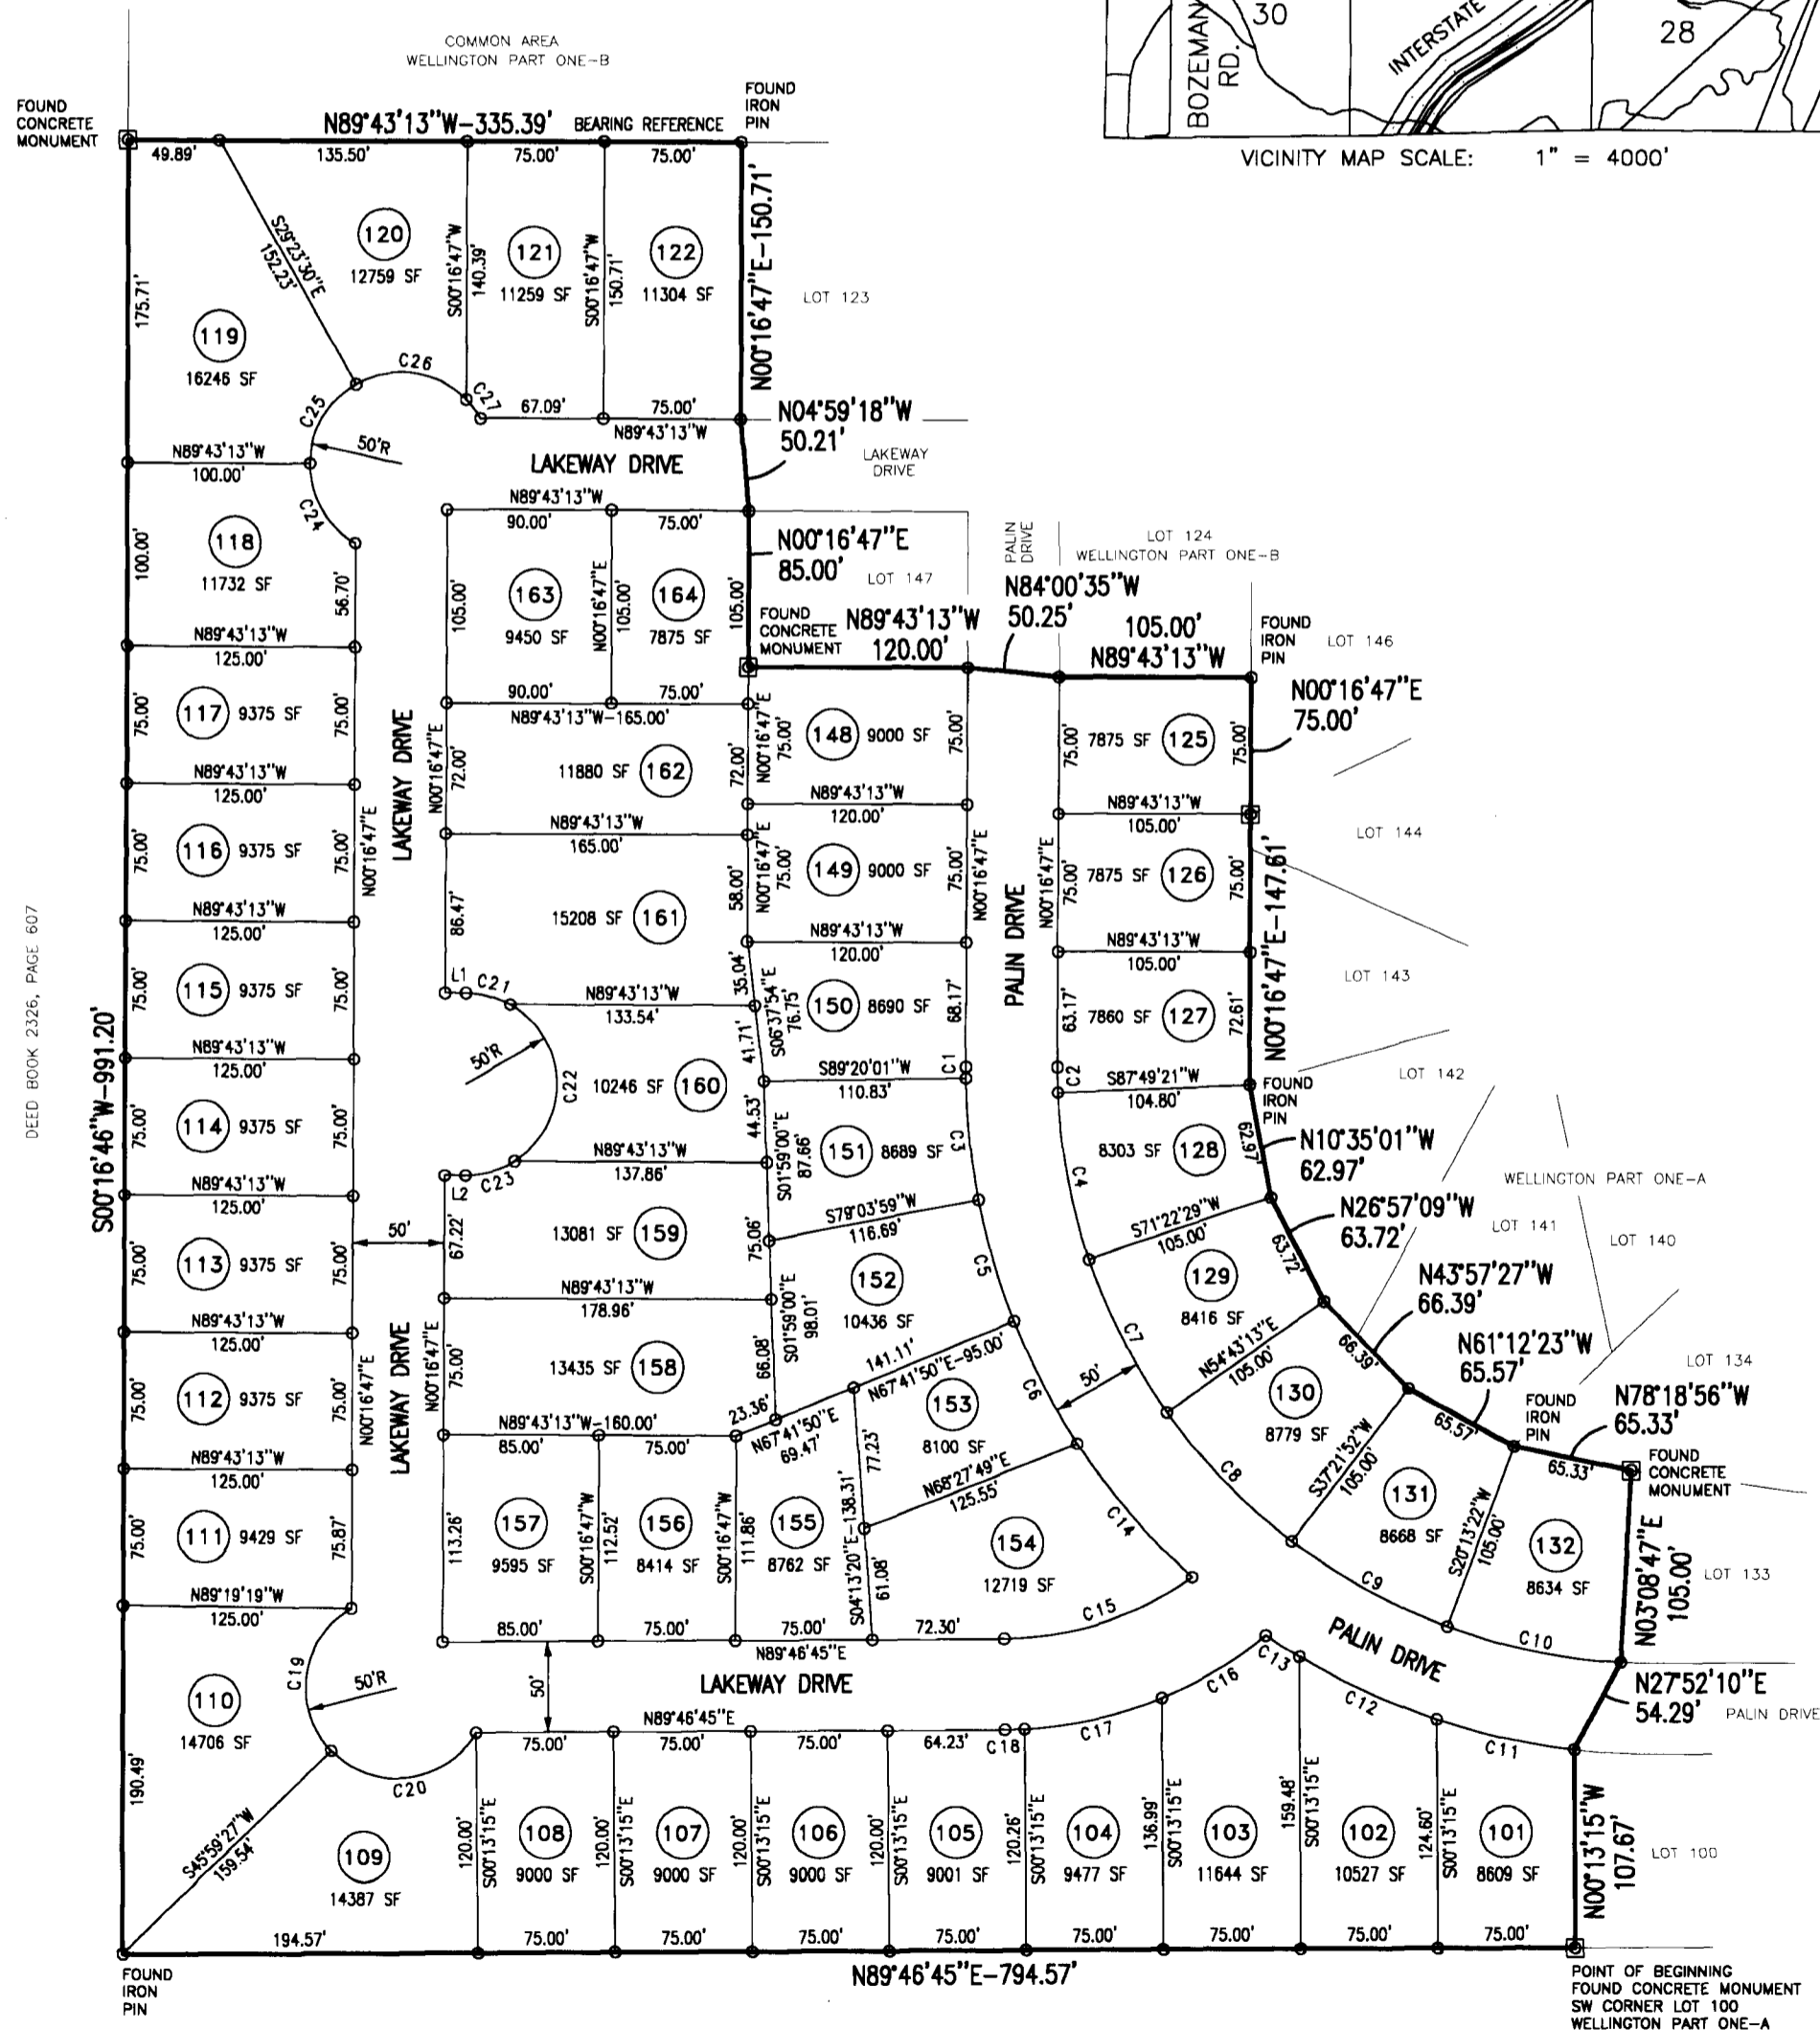 30
28
BOZEMAN
RD.
INTERSTATE
VICINITY MAP SCALE: 1" = 4000'
COMMON AREA
WELLINGTON PART ONE-B
FOUND
CONCRETE
MONUMENT
N89°43'13"W-335.39'
BEARING REFERENCE
FOUND
IRON
PIN
49.89'
135.50'
75.00'
75.00'
175.71'
S29°23'30"E
152.23'
120
12759 SF
S00°16'47"W
140.39'
121
11259 SF
S00°16'47"W
150.71'
122
11304 SF
N00°16'47"E-150.71'
LOT 123
119
16246 SF
C26
C27
C25
67.09'
75.00'
N89°43'13"W
N04°59'18"W
50.21'
LAKEWAY
DRIVE
N89°43'13"W
100.00'
50'R
LAKEWAY DRIVE
C24
118
11732 SF
100.00'
56.70'
N89°43'13"W
90.00'
75.00'
N00°16'47"E
85.00'
LOT 147
PALIN
DRIVE
LOT 124
WELLINGTON PART ONE-B
105.00'
163
9450 SF
N00°16'47"E
105.00'
164
7875 SF
105.00'
FOUND
CONCRETE
MONUMENT
N89°43'13"W
120.00'
N84°00'35"W
50.25'
105.00'
N89°43'13"W
FOUND
IRON
PIN
LOT 146
N89°43'13"W
125.00'
117
9375 SF
75.00'
75.00'
LAKEWAY DRIVE
90.00'
75.00'
N89°43'13"W-165.00'
N00°16'47"E
72.00'
11880 SF
162
72.00'
N00°16'47"E
75.00'
148
9000 SF
75.00'
75.00'
7875 SF
125
75.00'
N00°16'47"E
75.00'
N89°43'13"W
125.00'
116
9375 SF
75.00'
75.00'
N00°16'47"E
N89°43'13"W
165.00'
N89°43'13"W
120.00'
N89°43'13"W
105.00'
LOT 144
86.47'
15208 SF
161
58.00'
N00°16'47"E
75.00'
149
9000 SF
75.00'
N00°16'47"E
PALIN DRIVE
N00°16'47"E
75.00'
7875 SF
126
75.00'
N00°16'47"E-147.61'
DEED BOOK 2326, PAGE 607
S00°16'46"W-991.20'
N89°43'13"W
125.00'
115
9375 SF
75.00'
75.00'
L1
C21
N89°43'13"W
133.54'
N89°43'13"W
120.00'
35.04'
S06°37'54"E
76.75'
150
8690 SF
68.17'
N89°43'13"W
105.00'
63.17'
7860 SF
127
72.61'
LOT 143
N89°43'13"W
125.00'
114
9375 SF
75.00'
75.00'
50'R
C22
10246 SF
160
41.71'
S89°20'01"W
110.83'
C1
C2
S87°49'21"W
104.80'
FOUND
IRON
PIN
LOT 142
N89°43'13"W
125.00'
113
9375 SF
75.00'
75.00'
50'
L2
C23
N89°43'13"W
137.86'
44.53'
S01°59'00"E
87.66'
151
8689 SF
C3
C4
8303 SF
128
62.97'
N10°35'01"W
62.97'
WELLINGTON PART ONE-A
67.22'
13081 SF
159
75.06'
S79°03'59"W
116.69'
S71°22'29"W
105.00'
N26°57'09"W
63.72'
LOT 141
LOT 140
N89°43'13"W
125.00'
112
9375 SF
75.00'
75.00'
N00°16'47"E
LAKEWAY DRIVE
N89°43'13"W
178.96'
N00°16'47"E
75.00'
13435 SF
158
66.08'
S01°59'00"E
98.01'
152
10436 SF
C5
C7
129
8416 SF
63.72'
N43°57'27"W
66.39'
N54°43'13"E
105.00'
66.39'
N61°12'23"W
65.57'
LOT 134
141.11'
N67°41'50"E-95.00'
C6
50'
130
8779 SF
65.57'
FOUND
IRON
PIN
N78°18'56"W
65.33'
N89°43'13"W
125.00'
111
9429 SF
75.00'
75.87'
N89°43'13"W-160.00'
85.00'
75.00'
23.36'
N67°41'50"E
69.47'
153
8100 SF
77.23'
N68°27'49"E
125.55'
C8
S37°21'52"W
105.00'
65.33'
FOUND
CONCRETE
MONUMENT
113.26'
157
9595 SF
S00°16'47"W
112.52'
156
8414 SF
S00°16'47"W
111.86'
155
8762 SF
S04°13'20"E-138.31'
61.08'
154
12719 SF
C14
131
8668 SF
S20°13'22"W
105.00'
132
8634 SF
N03°08'47"E
105.00'
LOT 133
N89°19'19"W
125.00'
C19
50'R
85.00'
75.00'
75.00'
72.30'
N89°46'45"E
C15
C9
C10
110
14706 SF
190.49'
50'
LAKEWAY DRIVE
PALIN DRIVE
C16
C13
N27°52'10"E
54.29'
PALIN DRIVE
C20
75.00'
N89°46'45"E
75.00'
75.00'
64.23'
C18
C17
C12
C11
S45°59'27"W
159.54'
109
14387 SF
120.00'
S00°13'15"E
108
9000 SF
120.00'
S00°13'15"E
107
9000 SF
120.00'
S00°13'15"E
106
9000 SF
120.00'
S00°13'15"E
105
9001 SF
120.26'
S00°13'15"E
104
9477 SF
136.99'
S00°13'15"E
103
11644 SF
159.48'
S00°13'15"E
102
10527 SF
124.60'
S00°13'15"E
101
8609 SF
N00°13'15"W
107.67'
LOT 100
194.57'
75.00'
75.00'
75.00'
75.00'
75.00'
75.00'
75.00'
75.00'
N89°46'45"E-794.57'
FOUND
IRON
PIN
POINT OF BEGINNING
FOUND CONCRETE MONUMENT
SW CORNER LOT 100
WELLINGTON PART ONE-A